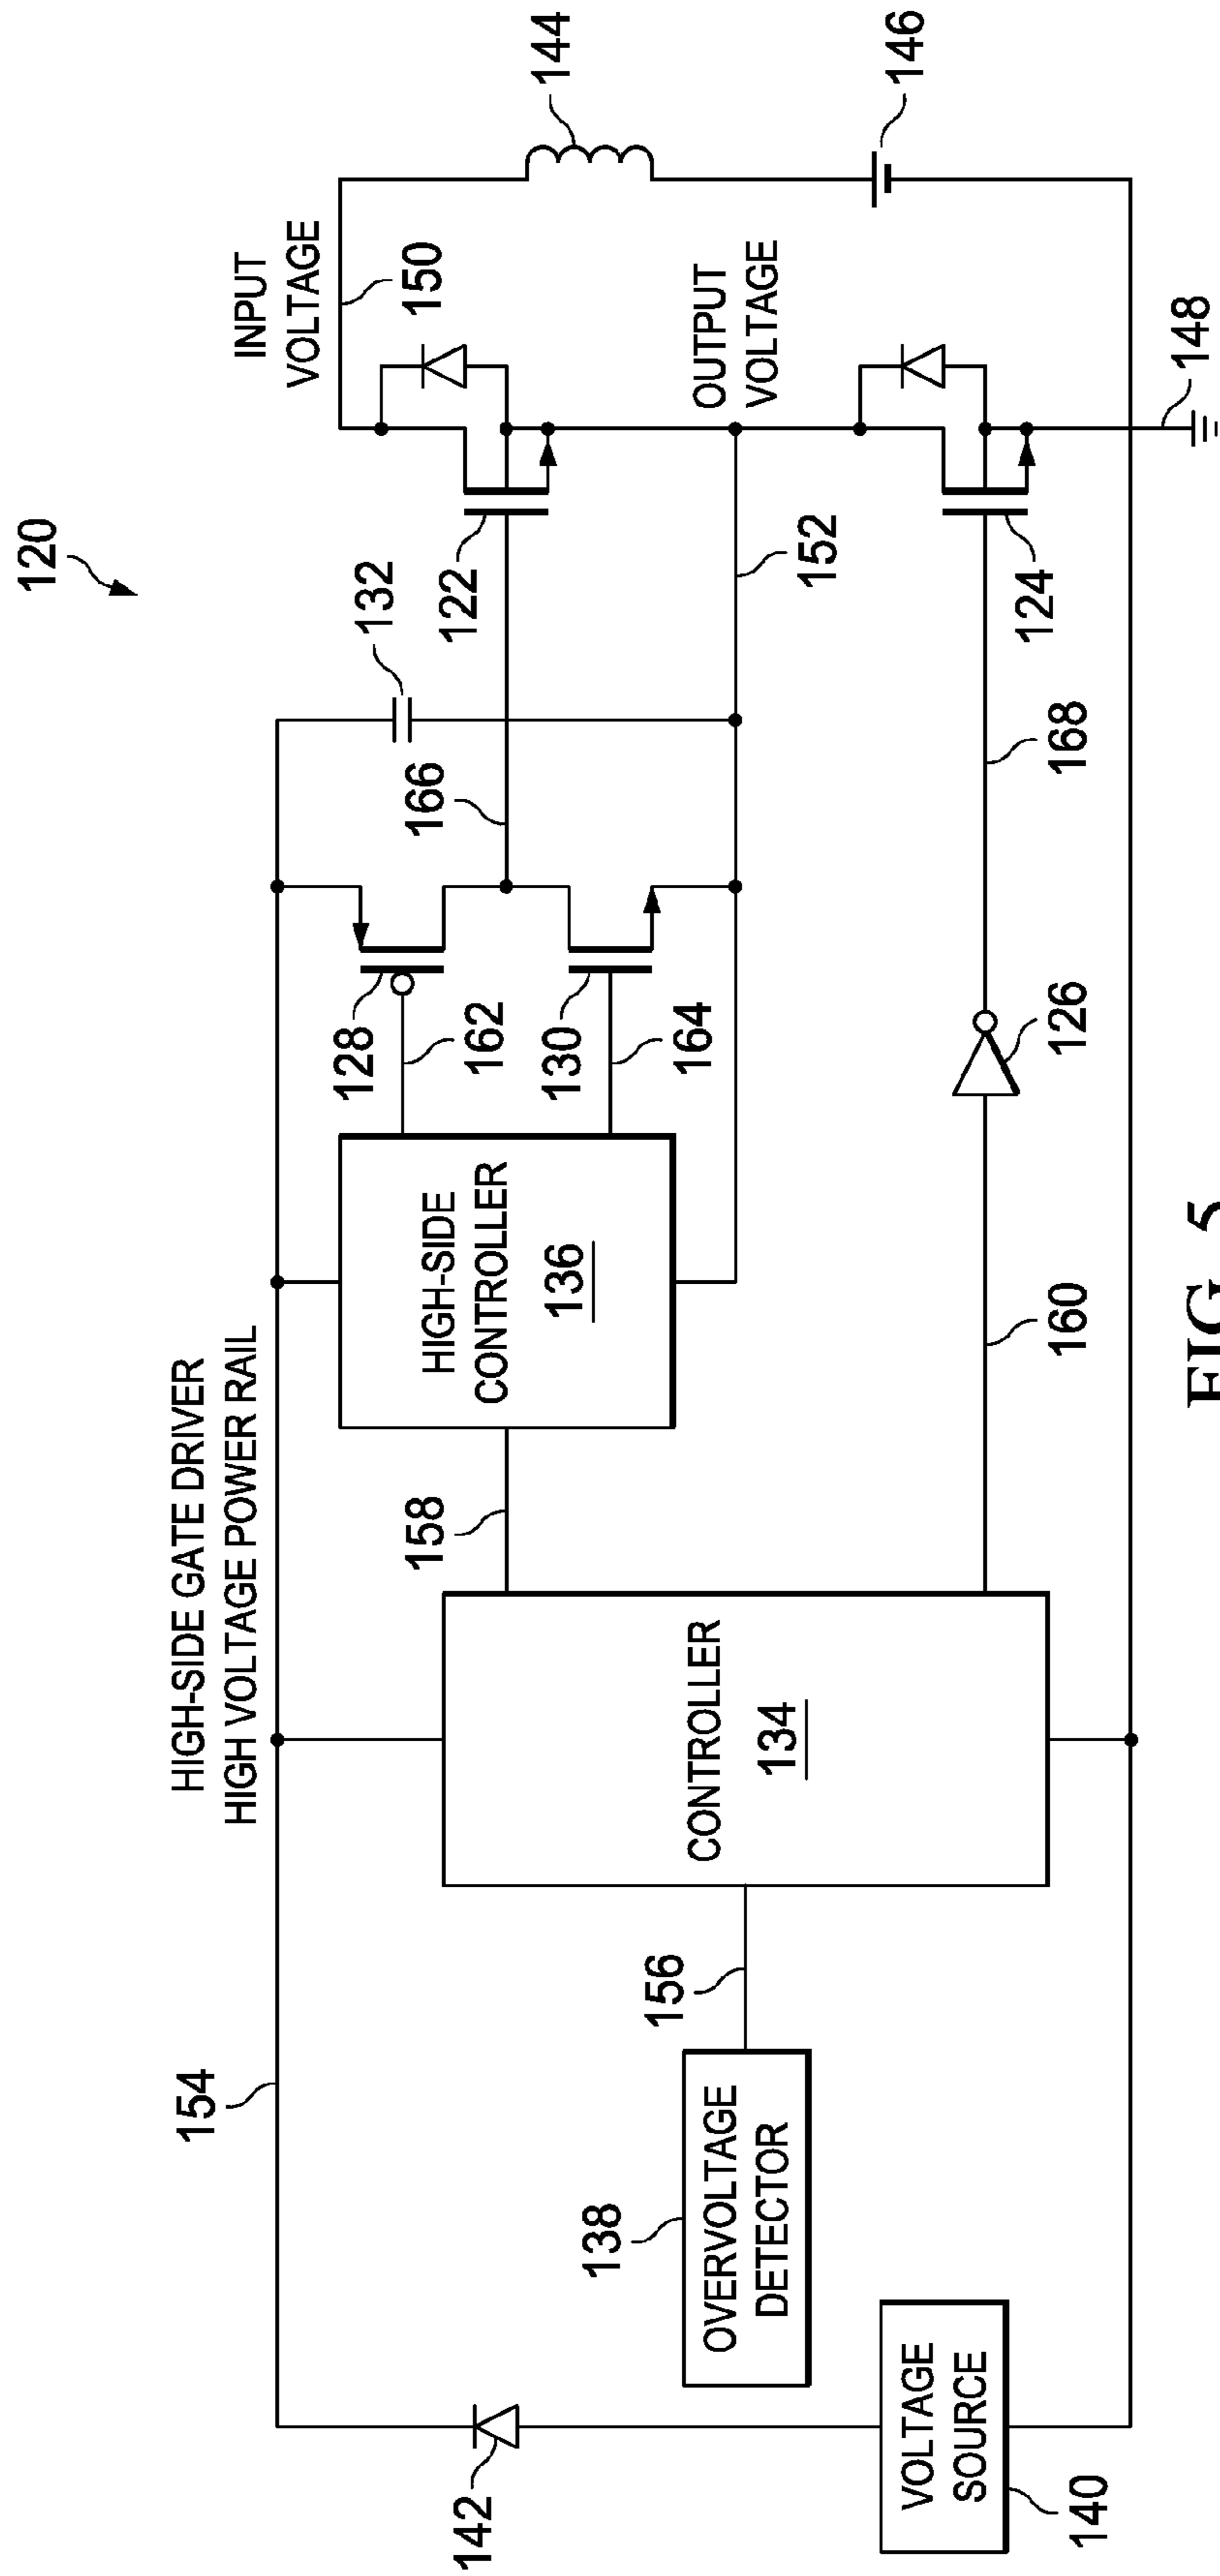 120
HIGH-SIDE GATE DRIVER
HIGH VOLTAGE POWER RAIL
154
INPUT
VOLTAGE
150
144
132
122
166
128
162
130
164
HIGH-SIDE
CONTROLLER
136
158
156
CONTROLLER
134
138
OVERVOLTAGE
DETECTOR
142
OUTPUT
VOLTAGE
152
146
124
168
126
160
VOLTAGE
SOURCE
140
148
FIG. 5